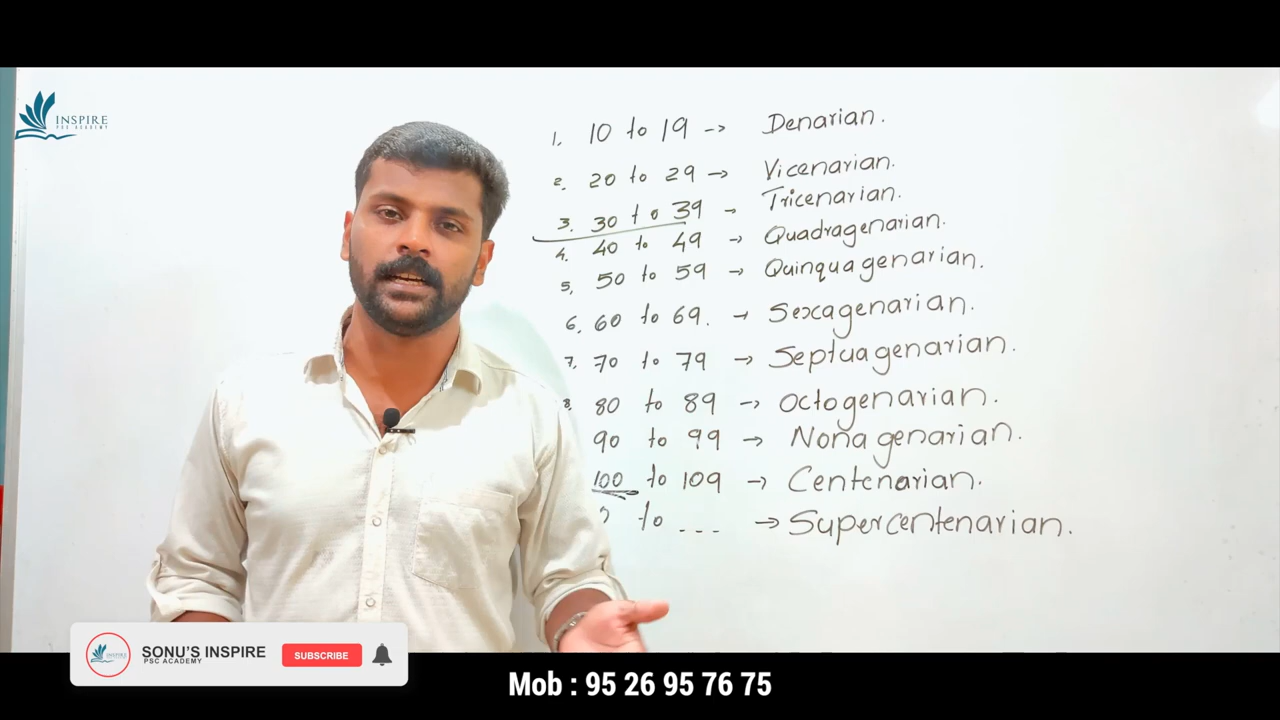 INSPIRE
PSC ACADEMY
1. 10 to 19 -> Denarian.
2. 20 to 29 -> Vicenarian.
3. 30 to 39 -> Tricenarian.
4. 40 to 49 -> Quadragenarian.
5. 50 to 59 -> Quinquagenarian.
6. 60 to 69. -> Sexagenarian.
7. 70 to 79 -> Septuagenarian.
8. 80 to 89 -> Octogenarian.
90 to 99 -> Nonagenarian.
100 to 109 -> Centenarian.
to --- -> Supercentenarian.
INSPIRE
SONU'S INSPIRE
PSC ACADEMY
SUBSCRIBE
Mob : 95 26 95 76 75